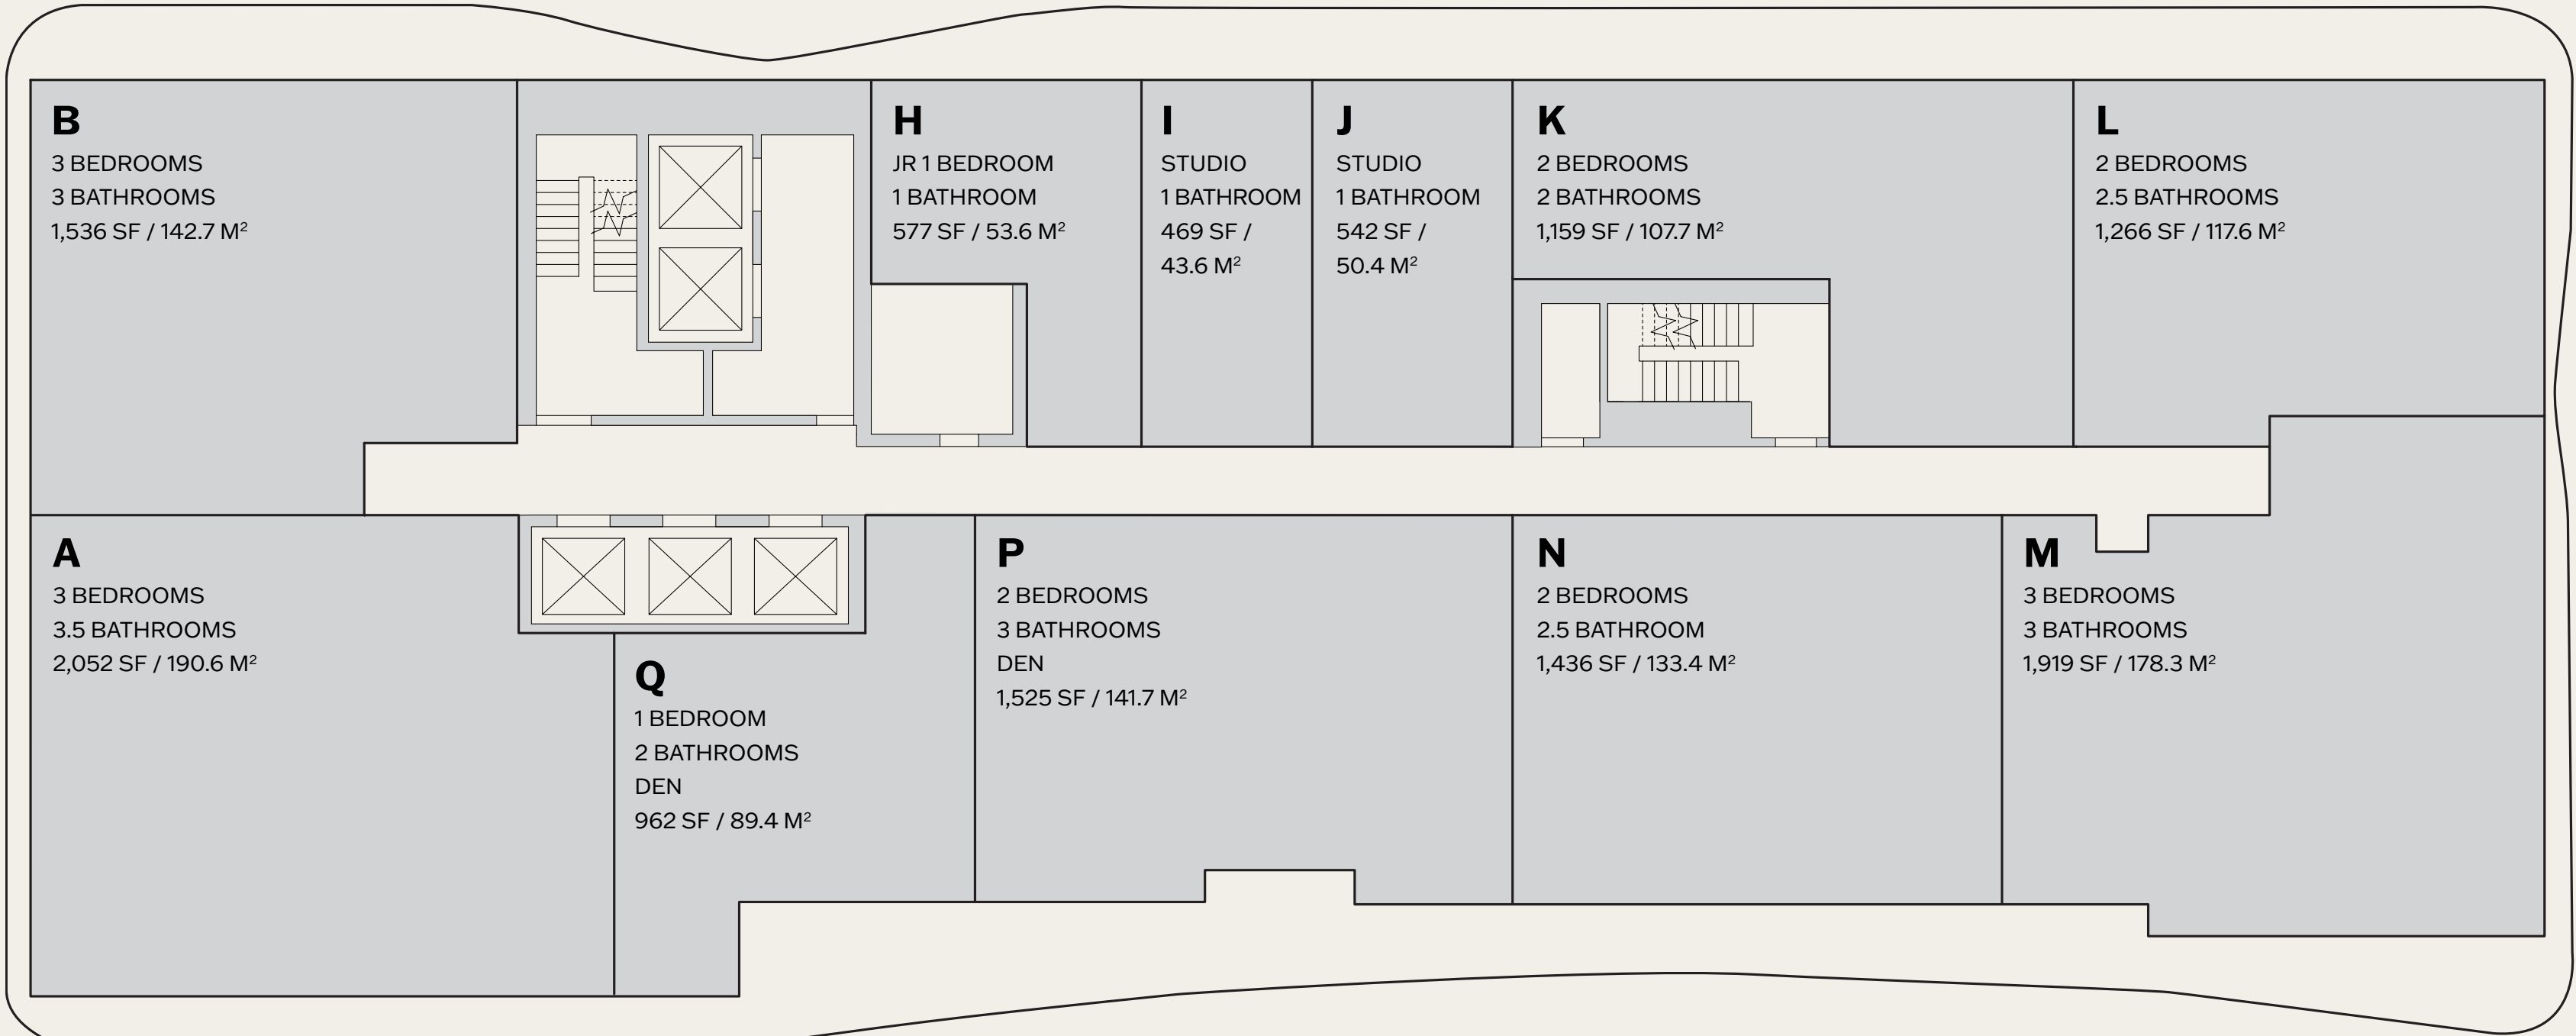 B
3 BEDROOMS
3 BATHROOMS
1,536 SF / 142.7 M²
H
JR 1 BEDROOM
1 BATHROOM
577 SF / 53.6 M²
I
STUDIO
1 BATHROOM
469 SF /
43.6 M²
J
STUDIO
1 BATHROOM
542 SF /
50.4 M²
K
2 BEDROOMS
2 BATHROOMS
1,159 SF / 107.7 M²
L
2 BEDROOMS
2.5 BATHROOMS
1,266 SF / 117.6 M²
A
3 BEDROOMS
3.5 BATHROOMS
2,052 SF / 190.6 M²
Q
1 BEDROOM
2 BATHROOMS
DEN
962 SF / 89.4 M²
P
2 BEDROOMS
3 BATHROOMS
DEN
1,525 SF / 141.7 M²
N
2 BEDROOMS
2.5 BATHROOM
1,436 SF / 133.4 M²
M
3 BEDROOMS
3 BATHROOMS
1,919 SF / 178.3 M²